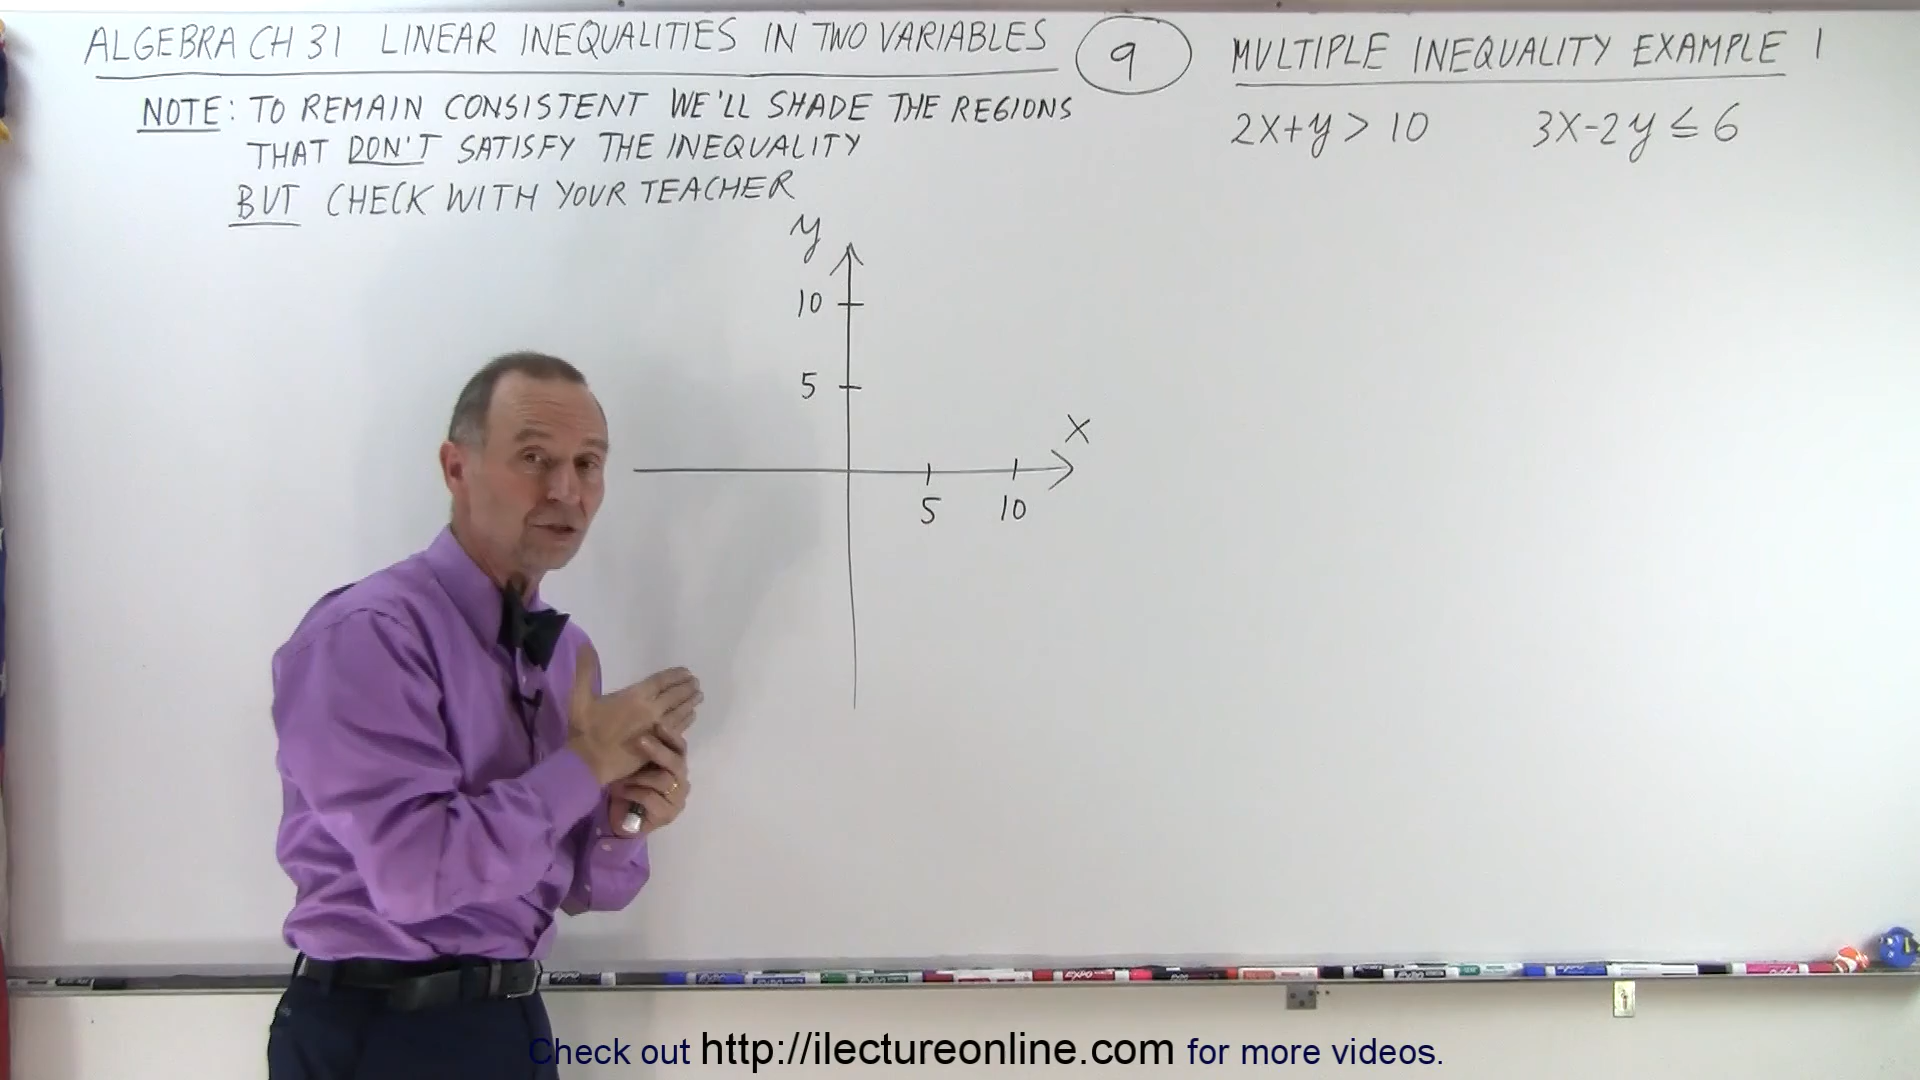 ALGEBRA CH 31 LINEAR INEQUALITIES IN TWO VARIABLES
9
MULTIPLE INEQUALITY EXAMPLE 1
NOTE: TO REMAIN CONSISTENT WE'LL SHADE THE REGIONS
THAT DON'T SATISFY THE INEQUALITY
BUT CHECK WITH YOUR TEACHER
2X+y > 10
3X-2y ≤ 6
y
10
5
X
5
10
Check out http://ilectureonline.com for more videos.